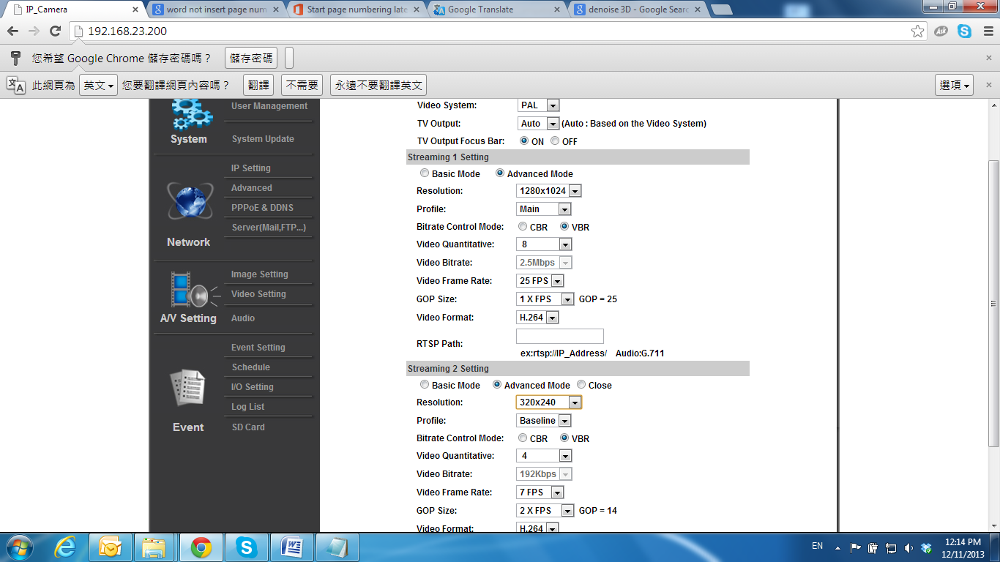 IP_Camera
word not insert page num
Start page numbering late
Google Translate
denoise 3D - Google Sear
192.168.23.200
Ask
您希望 Google Chrome 儲存密碼嗎？ 儲存密碼
此網頁為 英文 您要翻譯網頁內容嗎？ 翻譯 不需要 永遠不要翻譯英文 選項
System
User Management
System Update
Network
IP Setting
Advanced
PPPoE & DDNS
Server(Mail,FTP...)
A/V Setting
Image Setting
Video Setting
Audio
Event
Event Setting
Schedule
I/O Setting
Log List
SD Card
Video System: PAL
TV Output: Auto (Auto : Based on the Video System)
TV Output Focus Bar: ON OFF
Streaming 1 Setting
Basic Mode Advanced Mode
Resolution: 1280x1024
Profile: Main
Bitrate Control Mode: CBR VBR
Video Quantitative: 8
Video Bitrate: 2.5Mbps
Video Frame Rate: 25 FPS
GOP Size: 1 X FPS GOP = 25
Video Format: H.264
RTSP Path:
ex:rtsp://IP_Address/ Audio:G.711
Streaming 2 Setting
Basic Mode Advanced Mode Close
Resolution: 320x240
Profile: Baseline
Bitrate Control Mode: CBR VBR
Video Quantitative: 4
Video Bitrate: 192Kbps
Video Frame Rate: 7 FPS
GOP Size: 2 X FPS GOP = 14
Video Format: H.264
EN
12:14 PM
12/11/2013